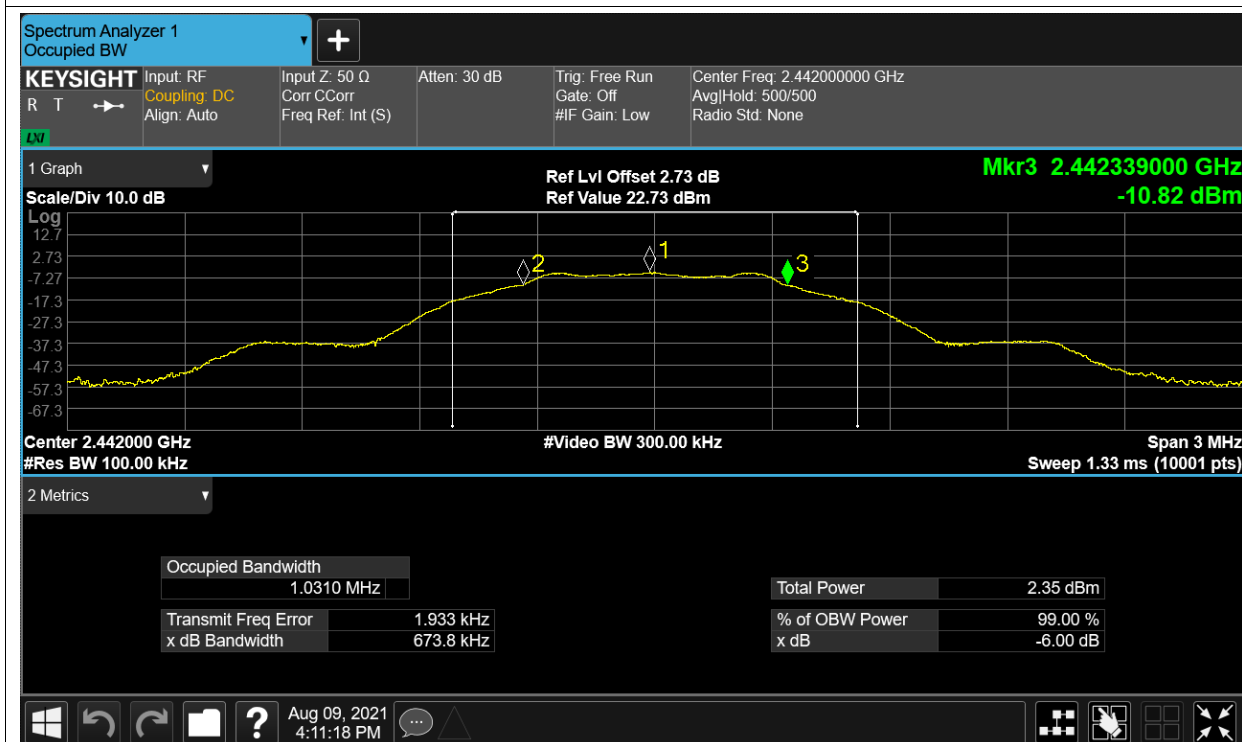 Spectrum Analyzer 1
Occupied BW
KEYSIGHT
R T
LXI
Input: RF
Coupling: DC
Align: Auto
Input Z: 50 Ω
Corr CCorr
Freq Ref: Int (S)
Atten: 30 dB
Trig: Free Run
Gate: Off
#IF Gain: Low
Center Freq: 2.442000000 GHz
Avg|Hold: 500/500
Radio Std: None
1 Graph
Scale/Div 10.0 dB
Ref Lvl Offset 2.73 dB
Ref Value 22.73 dBm
Mkr3 2.442339000 GHz
-10.82 dBm
Log
12.7
2.73
-7.27
-17.3
-27.3
-37.3
-47.3
-57.3
-67.3
2
1
3
Center 2.442000 GHz
#Res BW 100.00 kHz
#Video BW 300.00 kHz
Span 3 MHz
Sweep 1.33 ms (10001 pts)
2 Metrics
Occupied Bandwidth
1.0310 MHz
Transmit Freq Error 1.933 kHz
x dB Bandwidth 673.8 kHz
Total Power 2.35 dBm
% of OBW Power 99.00 %
x dB -6.00 dB
?
Aug 09, 2021
4:11:18 PM